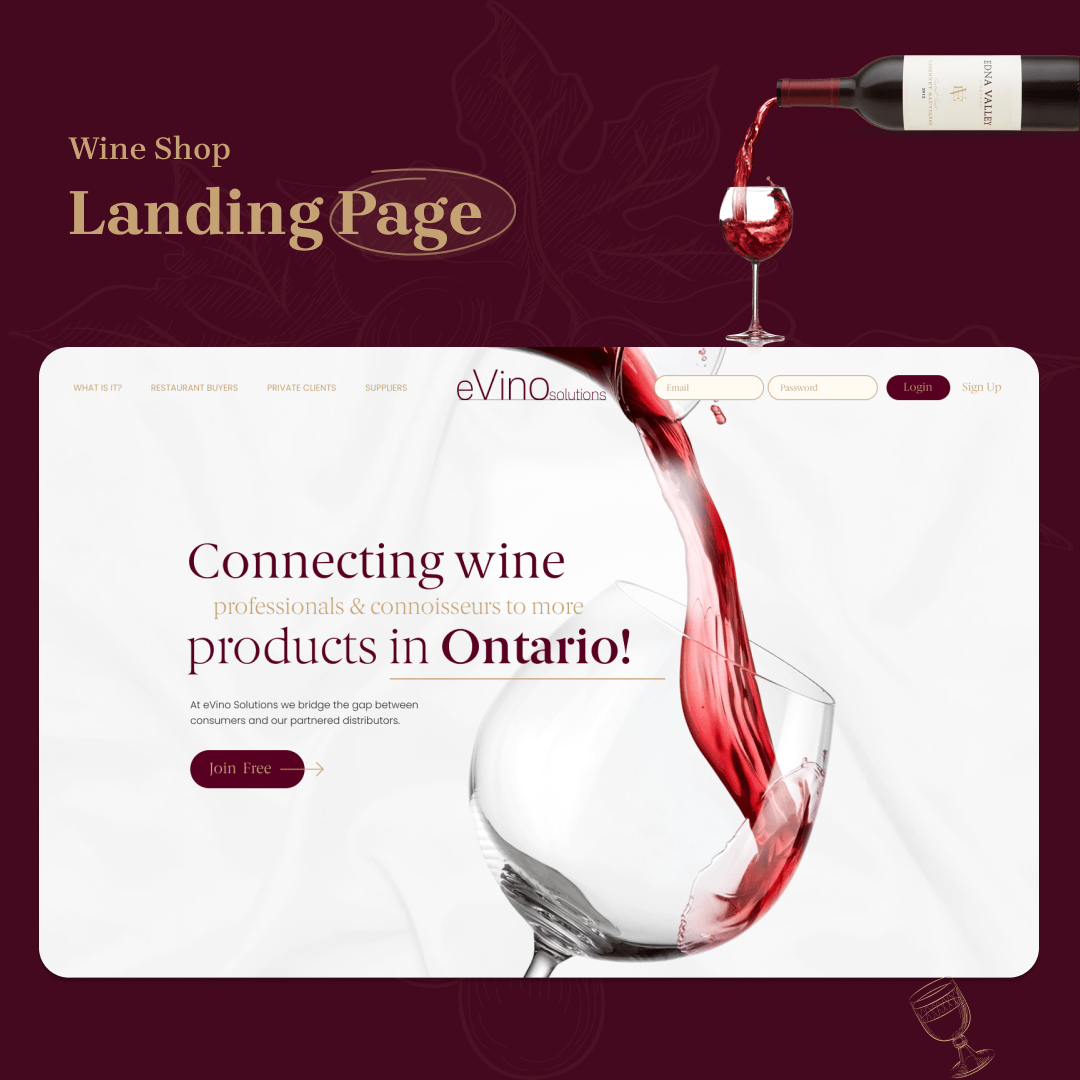 Wine Shop
Landing Page
EDNA VALLEY
WHAT IS IT?
RESTAURANT BUYERS
PRIVATE CLIENTS
SUPPLIERS
eVino solutions
Email
Password
Login
Sign Up
Connecting wine
professionals & connoisseurs to more
products in Ontario!
At eVino Solutions we bridge the gap between
consumers and our partnered distributors.
Join Free